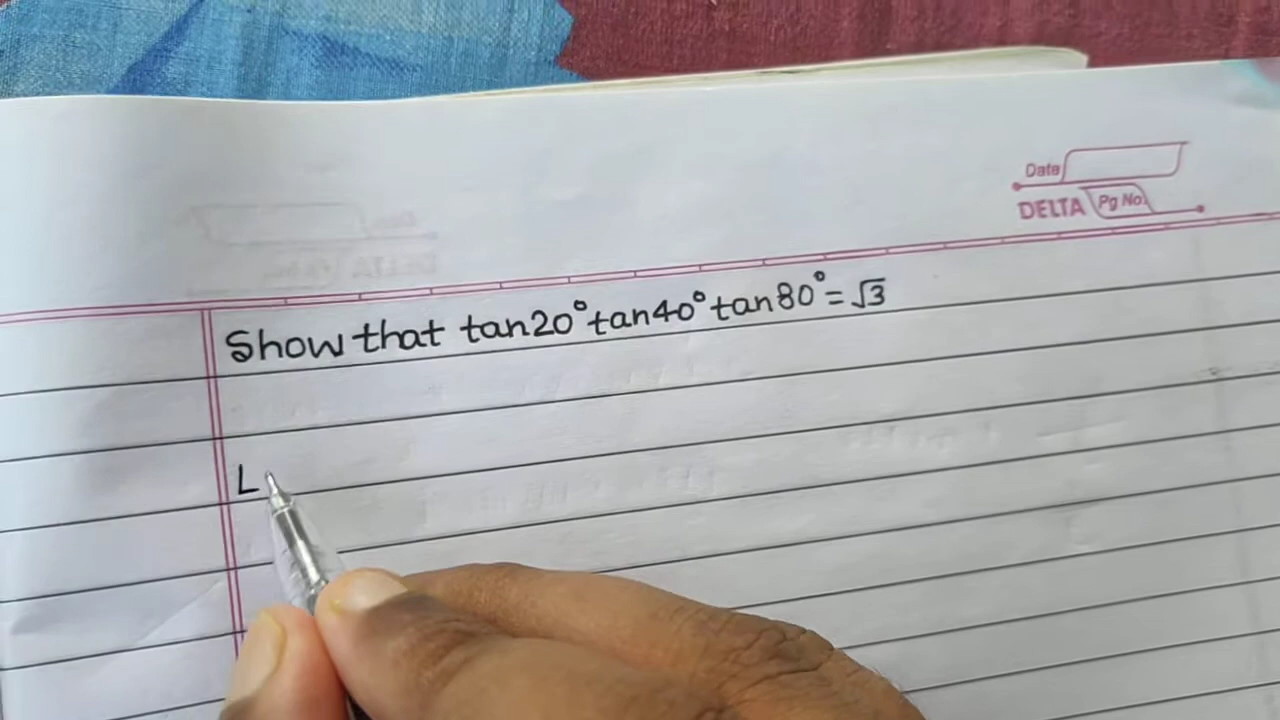 Date
DELTA Pg No.
Show that tan20° tan40° tan80° = √3
L